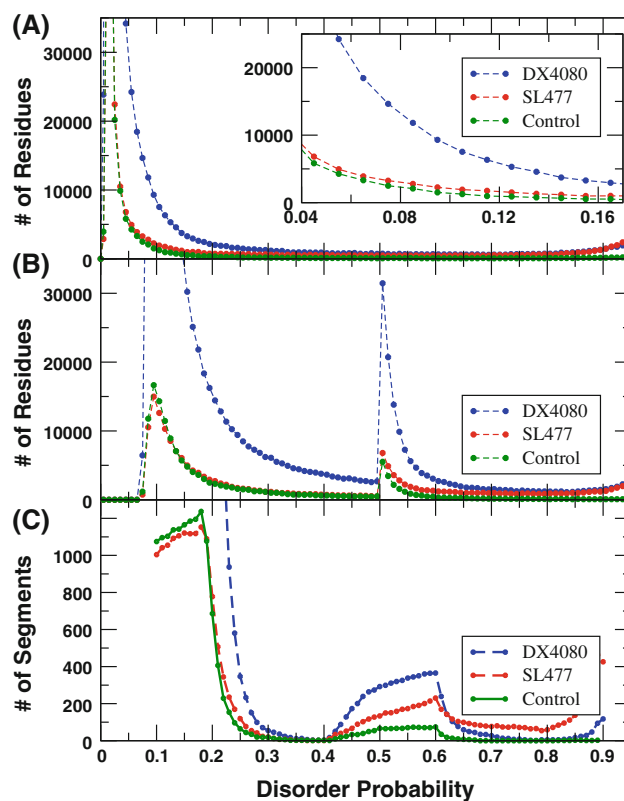 (A)
# of Residues
30000
20000
10000
0
20000
10000
0
0.04
0.08
0.12
0.16
DX4080
SL477
Control
(B)
# of Residues
30000
20000
10000
0
(C)
# of Segments
1000
800
600
400
200
0
DX4080
SL477
Control
0
0.1
0.2
0.3
0.4
0.5
0.6
0.7
0.8
0.9
Disorder Probability